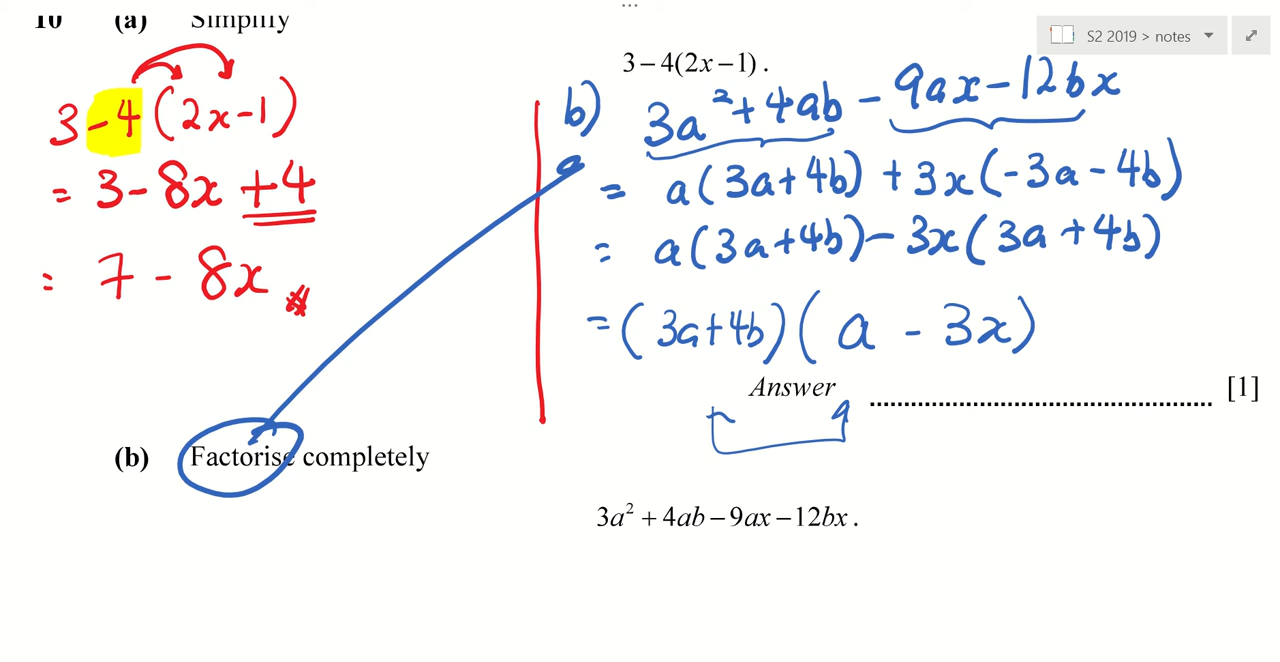 10 (a) Simplify
S2 2019 > notes
3 – 4(2x – 1) .
3 - 4 (2x - 1)
= 3 - 8x + 4
= 7 - 8x
b) 3a² + 4ab - 9ax - 12bx
= a(3a + 4b) + 3x(-3a - 4b)
= a(3a + 4b) - 3x(3a + 4b)
= (3a + 4b)(a - 3x)
Answer ................................................ [1]
(b) Factorise completely
3a² + 4ab – 9ax – 12bx .